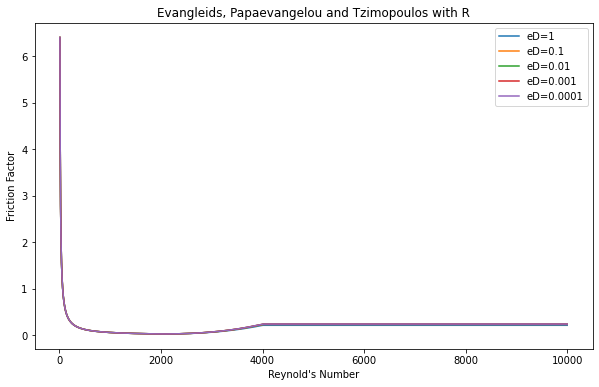 Evangleids, Papaevangelou and Tzimopoulos with R
eD=1
eD=0.1
eD=0.01
eD=0.001
eD=0.0001
Friction Factor
6
5
4
3
2
1
0
0 2000 4000 6000 8000 10000
Reynold's Number